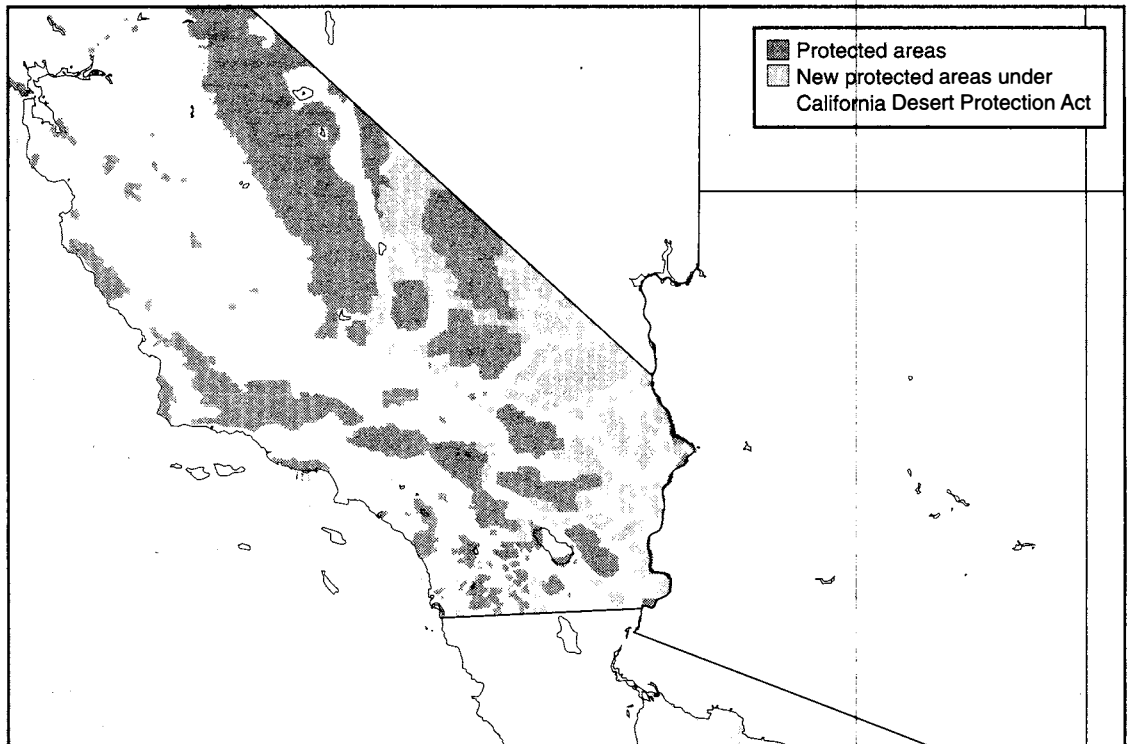 Protected areas
New protected areas under
California Desert Protection Act